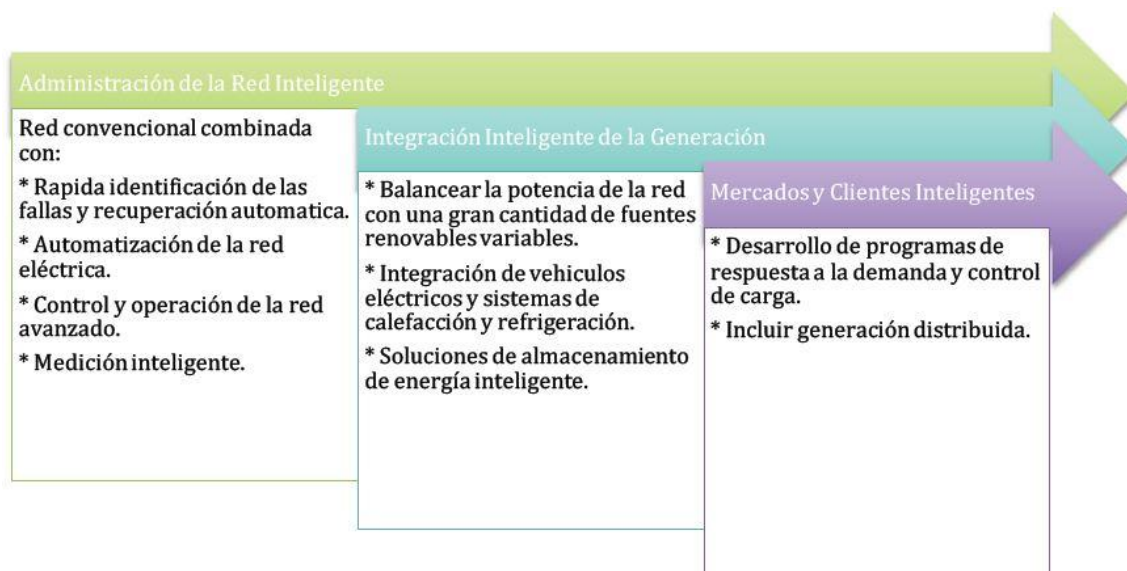 Administración de la Red Inteligente
Red convencional combinada
con:
* Rapida identificación de las
fallas y recuperación automatica.
* Automatización de la red
eléctrica.
* Control y operación de la red
avanzado.
* Medición inteligente.
Integración Inteligente de la Generación
* Balancear la potencia de la red
con una gran cantidad de fuentes
renovables variables.
* Integración de vehiculos
eléctricos y sistemas de
calefacción y refrigeración.
* Soluciones de almacenamiento
de energía inteligente.
Mercados y Clientes Inteligentes
* Desarrollo de programas de
respuesta a la demanda y control
de carga.
* Incluir generación distribuida.